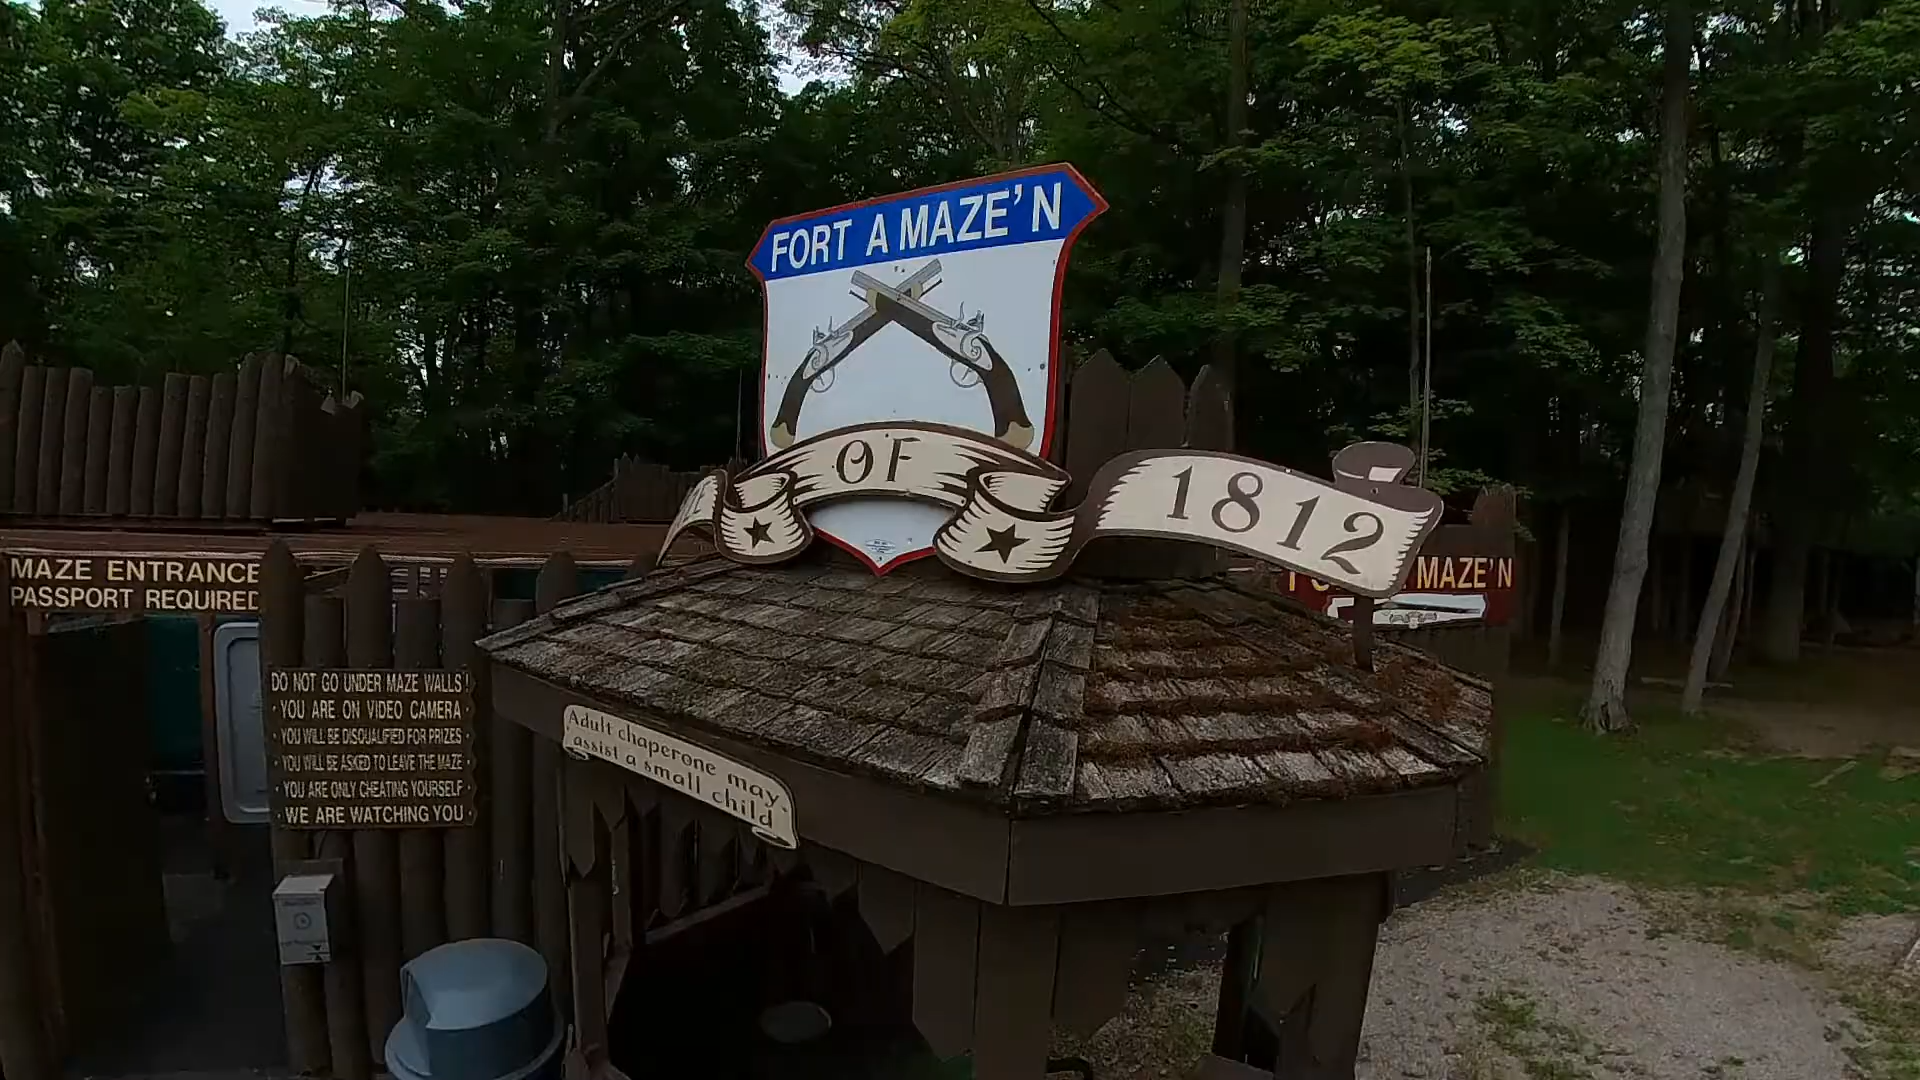 FORT A MAZE'N
OF
1812
MAZE ENTRANCE
PASSPORT REQUIRED
MAZE'N
DO NOT GO UNDER MAZE WALLS!
· YOU ARE ON VIDEO CAMERA ·
· YOU WILL BE DISQUALIFIED FOR PRIZES ·
· YOU WILL BE ASKED TO LEAVE THE MAZE ·
· YOU ARE ONLY CHEATING YOURSELF ·
· WE ARE WATCHING YOU ·
Adult chaperone may
assist a small child